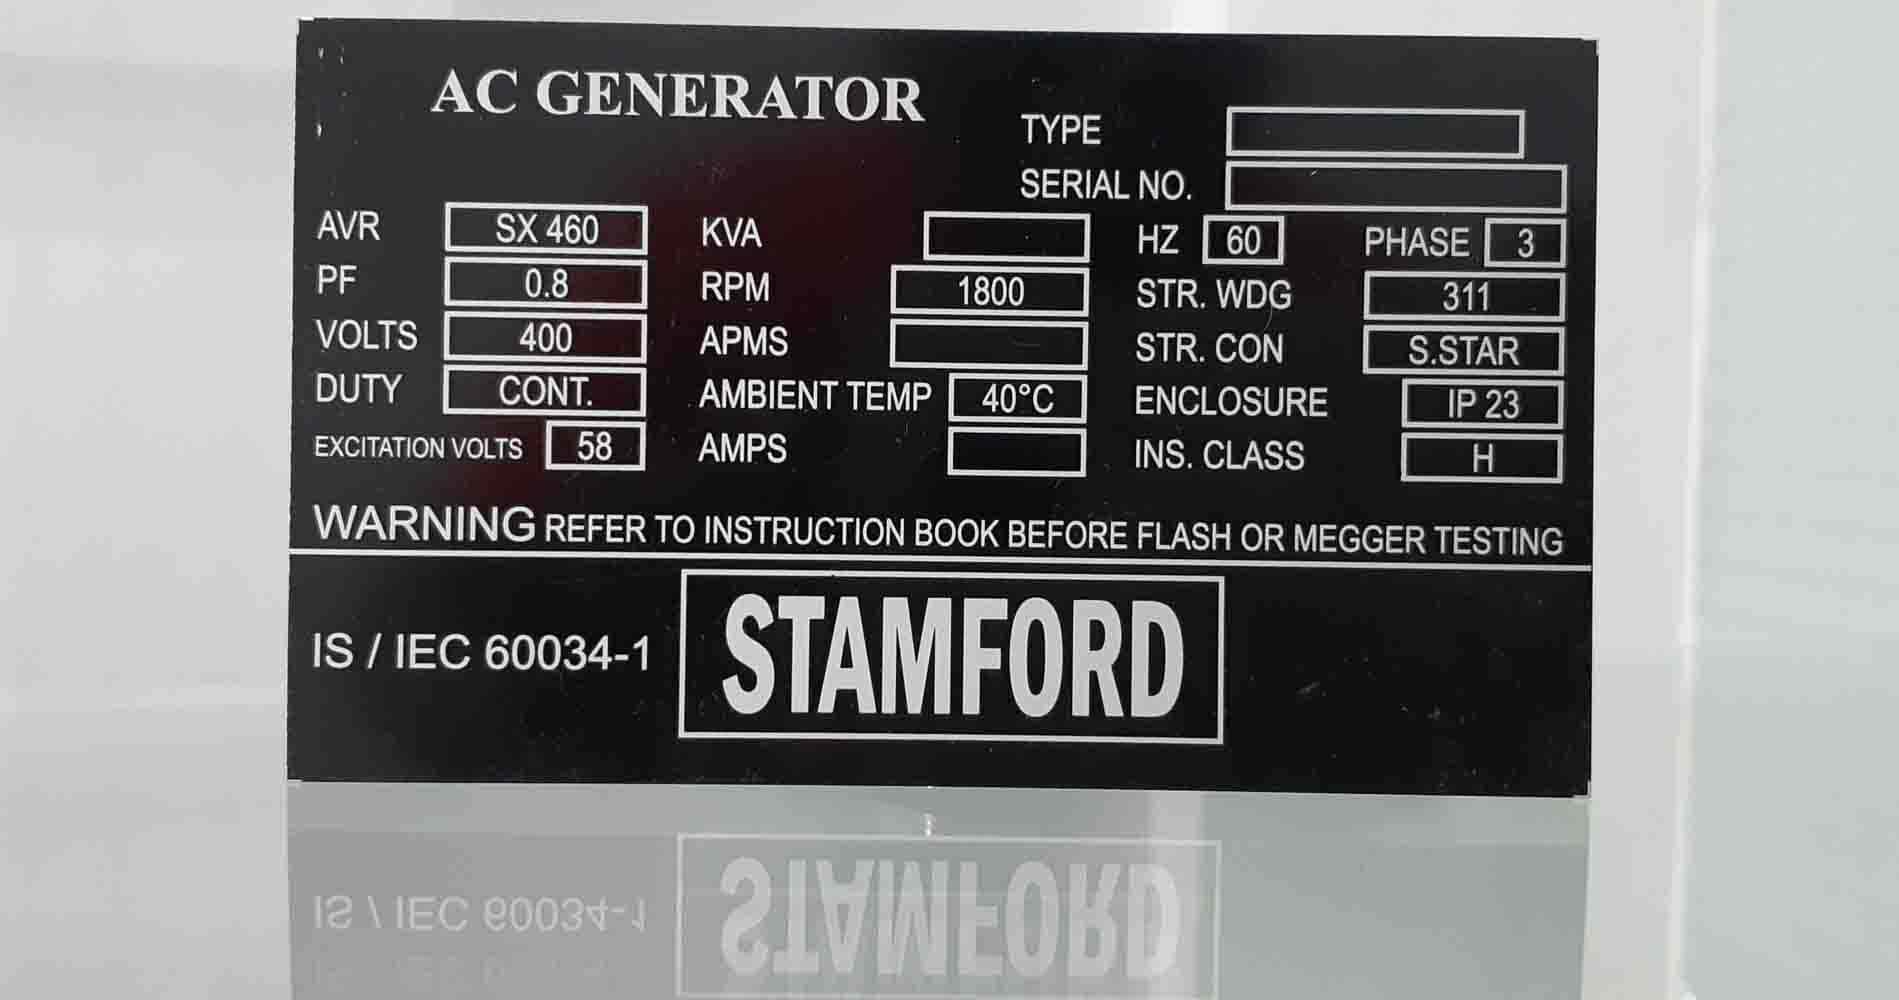 AC GENERATOR
TYPE
SERIAL NO.
AVR SX 460 KVA HZ 60 PHASE 3
PF 0.8 RPM 1800 STR. WDG 311
VOLTS 400 APMS STR. CON S.STAR
DUTY CONT. AMBIENT TEMP 40°C ENCLOSURE IP 23
EXCITATION VOLTS 58 AMPS INS. CLASS H
WARNING REFER TO INSTRUCTION BOOK BEFORE FLASH OR MEGGER TESTING
IS / IEC 60034-1 STAMFORD